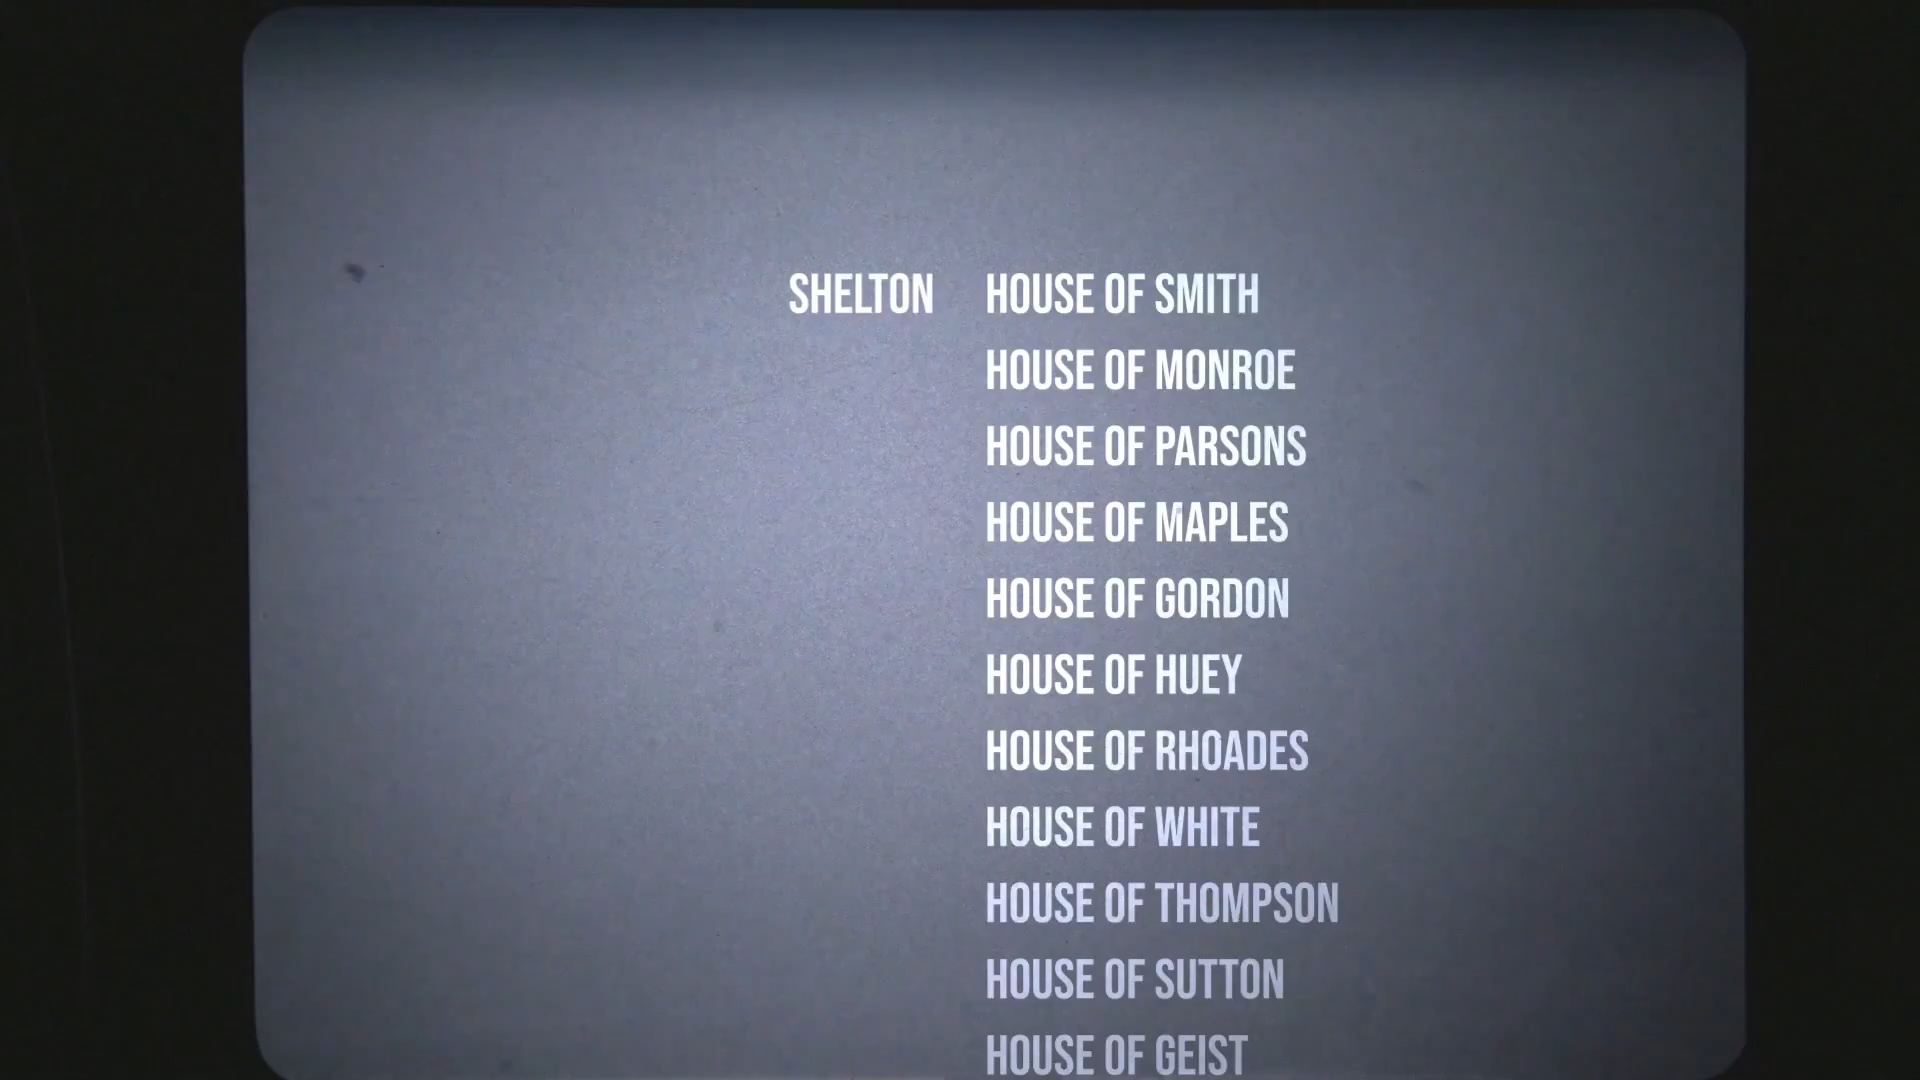 SHELTON HOUSE OF SMITH
HOUSE OF MONROE
HOUSE OF PARSONS
HOUSE OF MAPLES
HOUSE OF GORDON
HOUSE OF HUEY
HOUSE OF RHOADES
HOUSE OF WHITE
HOUSE OF THOMPSON
HOUSE OF SUTTON
HOUSE OF GEIST